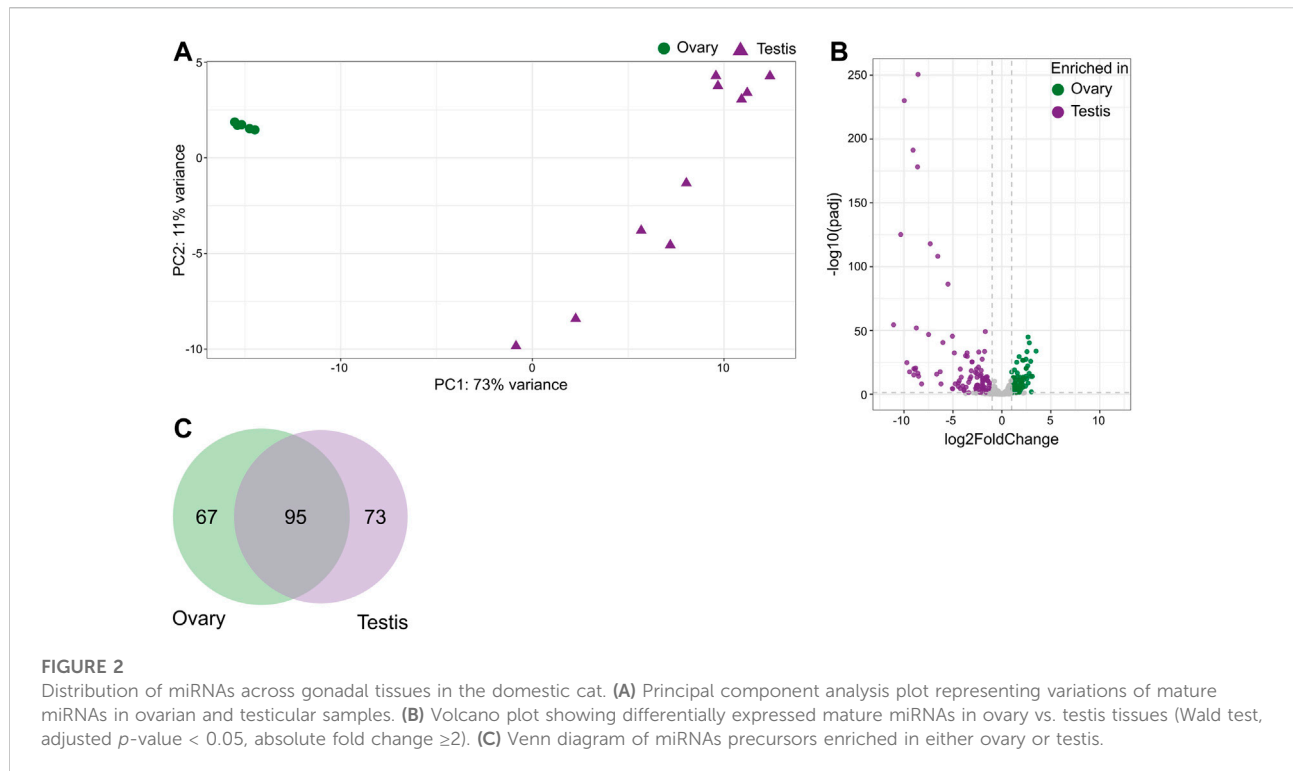 A
Ovary
Testis
5
0
-5
-10
PC2: 11% variance
-10
0
10
PC1: 73% variance
B
Enriched in
Ovary
Testis
250
200
150
100
50
0
-log10(padj)
-10
-5
0
5
10
log2FoldChange
C
67
95
73
Ovary
Testis
FIGURE 2
Distribution of miRNAs across gonadal tissues in the domestic cat. (A) Principal component analysis plot representing variations of mature
miRNAs in ovarian and testicular samples. (B) Volcano plot showing differentially expressed mature miRNAs in ovary vs. testis tissues (Wald test,
adjusted p-value < 0.05, absolute fold change ≥2). (C) Venn diagram of miRNAs precursors enriched in either ovary or testis.